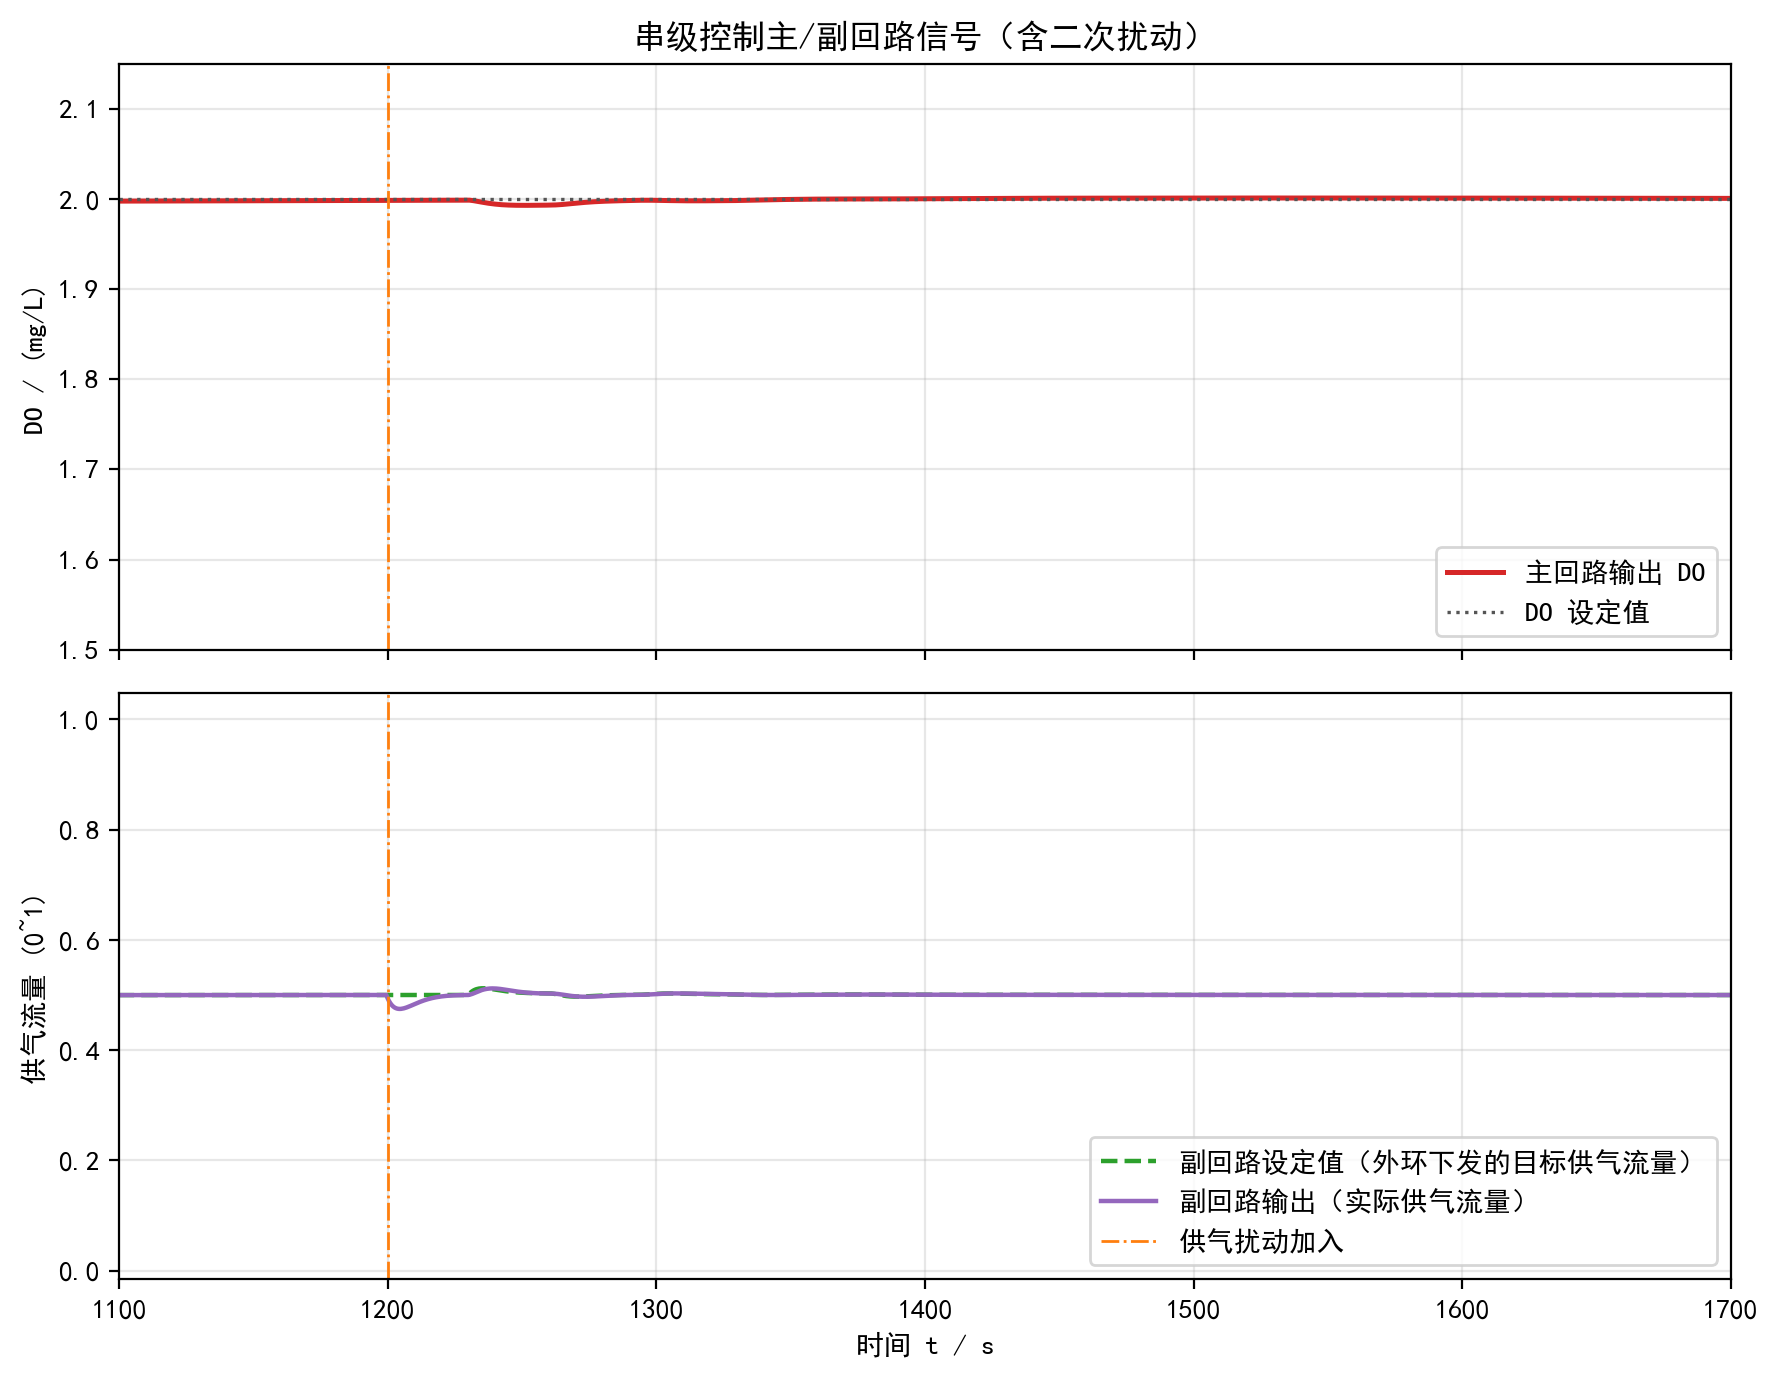 串级控制主/副回路信号（含二次扰动）
2.1
2.0
1.9
1.8
1.7
1.6
1.5
DO / (mg/L)
主回路输出 DO
DO 设定值
1.0
0.8
0.6
0.4
0.2
0.0
供气流量 (0~1)
副回路设定值（外环下发的目标供气流量）
副回路输出（实际供气流量）
供气扰动加入
1100 1200 1300 1400 1500 1600 1700
时间 t / s